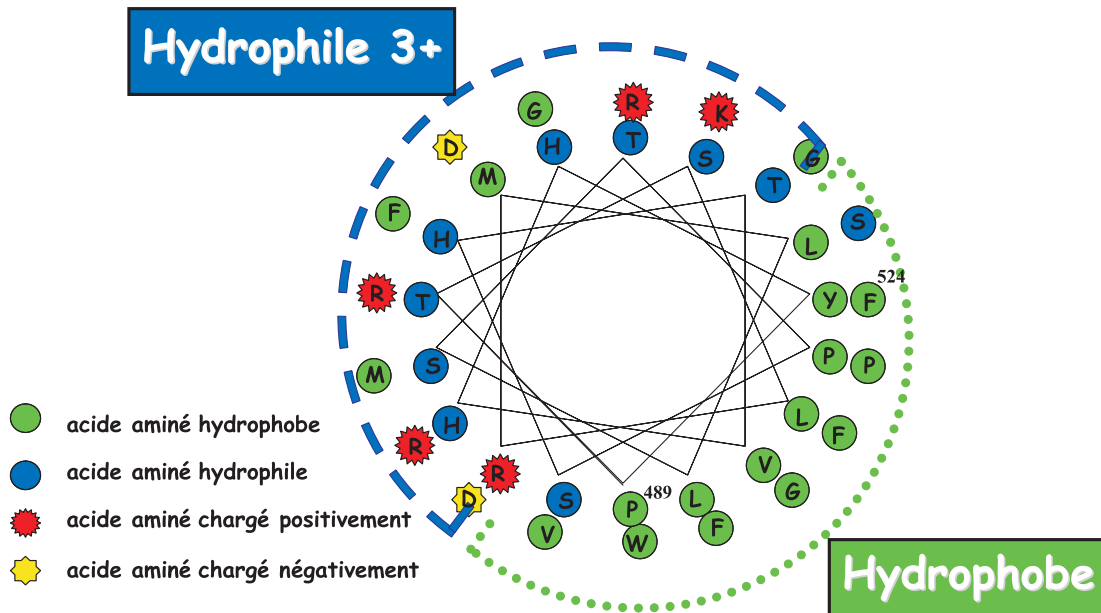 Hydrophile 3+
G
R
K
D
H
T
S
G
M
T
F
H
L
S
R
T
Y
F
524
S
P
P
M
H
L
F
R
R
V
G
D
S
P
489
L
V
W
F
acide aminé hydrophobe
acide aminé hydrophile
acide aminé chargé positivement
acide aminé chargé négativement
Hydrophobe